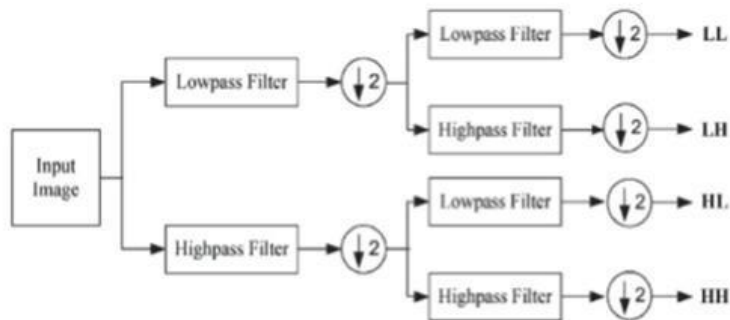 Lowpass Filter ↓2 LL
Lowpass Filter ↓2
Highpass Filter ↓2 LH
Input
Image
Lowpass Filter ↓2 HL
Highpass Filter ↓2
Highpass Filter ↓2 HH